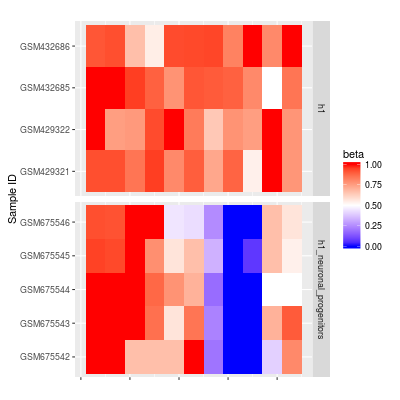 Sample ID
GSM432686
GSM432685
GSM429322
GSM429321
h1
GSM675546
GSM675545
GSM675544
GSM675543
GSM675542
h1_neuronal_progenitors
beta
1.00
0.75
0.50
0.25
0.00